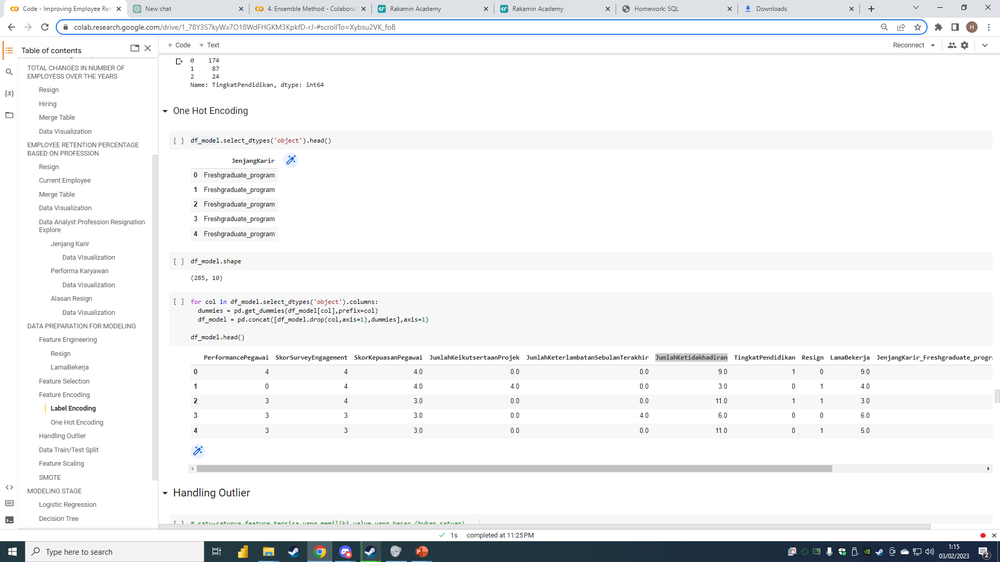 Code - Improving Employee Ret
New chat
4. Ensemble Method - Colaborat
Rakamin Academy
Rakamin Academy
Homework: SQL
Downloads
colab.research.google.com/drive/1_78Y3S7kyWx7O18WdFHGKM3KpkfD-rJ-#scrollTo=Xybsu2VK_foB
H
Table of contents
+ Code + Text
Reconnect
TOTAL CHANGES IN NUMBER OF
EMPLOYESS OVER THE YEARS
Resign
Hiring
Merge Table
Data Visualization
EMPLOYEE RETENTION PERCENTAGE
BASED ON PROFESSION
Resign
Current Employee
Merge Table
Data Visualization
Data Analyst Profession Resignation
Explore
Jenjang Karir
Data Visualization
Performa Karyawan
Data Visualization
Alasan Resign
Data Visualization
DATA PREPARATION FOR MODELING
Feature Engineering
Resign
LamaBekerja
Feature Selection
Feature Encoding
Label Encoding
One Hot Encoding
Handling Outlier
Data Train/Test Split
Feature Scaling
SMOTE
MODELING STAGE
Logistic Regression
Decision Tree
0 174
1 87
2 24
Name: TingkatPendidikan, dtype: int64
One Hot Encoding
[ ] df_model.select_dtypes('object').head()
JenjangKarir
0 Freshgraduate_program
1 Freshgraduate_program
2 Freshgraduate_program
3 Freshgraduate_program
4 Freshgraduate_program
[ ] df_model.shape
(285, 10)
[ ] for col in df_model.select_dtypes('object').columns:
dummies = pd.get_dummies(df_model[col],prefix=col)
df_model = pd.concat([df_model.drop(col,axis=1),dummies],axis=1)
df_model.head()
PerformancePegawai SkorSurveyEngagement SkorKepuasanPegawai JumlahKeikutsertaanProjek JumlahKeterlambatanSebulanTerakhir JumlahKetidakhadiran TingkatPendidikan Resign LamaBekerja JenjangKarir_Freshgraduate_progra
0 4 4 4.0 0.0 0.0 9.0 1 0 9.0
1 0 4 4.0 4.0 0.0 3.0 0 1 4.0
2 3 4 3.0 0.0 0.0 11.0 1 1 3.0
3 3 3 3.0 0.0 4.0 6.0 0 0 6.0
4 3 3 3.0 0.0 0.0 11.0 0 1 5.0
Handling Outlier
[ ] # satu-satunya feature tersisa yang memiliki value yang besar (bukan satuan)
1s completed at 11:25 PM
Type here to search
1:15
03/02/2023
2